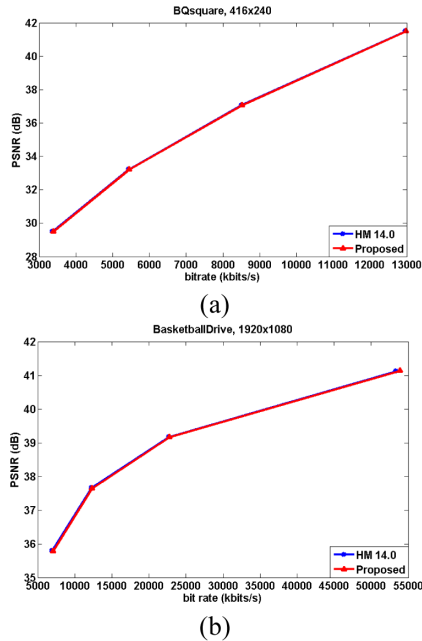 BQsquare, 416x240
42
40
38
36
34
32
30
28
PSNR (dB)
3000 4000 5000 6000 7000 8000 9000 10000 11000 12000 13000
bitrate (kbits/s)
HM 14.0
Proposed
(a)
BasketballDrive, 1920x1080
42
41
40
39
38
37
36
35
PSNR (dB)
5000 10000 15000 20000 25000 30000 35000 40000 45000 50000 55000
bit rate (kbits/s)
HM 14.0
Proposed
(b)